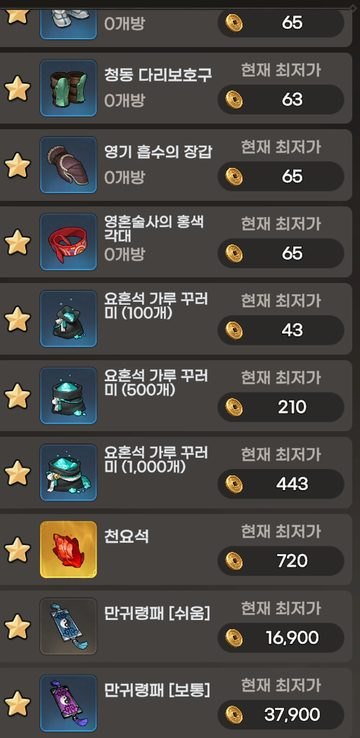 0개방
65
청동 다리보호구
0개방
현재 최저가
63
영기 흡수의 장갑
0개방
현재 최저가
65
영혼술사의 홍색
각대
0개방
현재 최저가
65
요혼석 가루 꾸러
미 (100개)
현재 최저가
43
요혼석 가루 꾸러
미 (500개)
현재 최저가
210
요혼석 가루 꾸러
미 (1,000개)
현재 최저가
443
천요석
현재 최저가
720
만귀령패 [쉬움]
현재 최저가
16,900
만귀령패 [보통]
현재 최저가
37,900